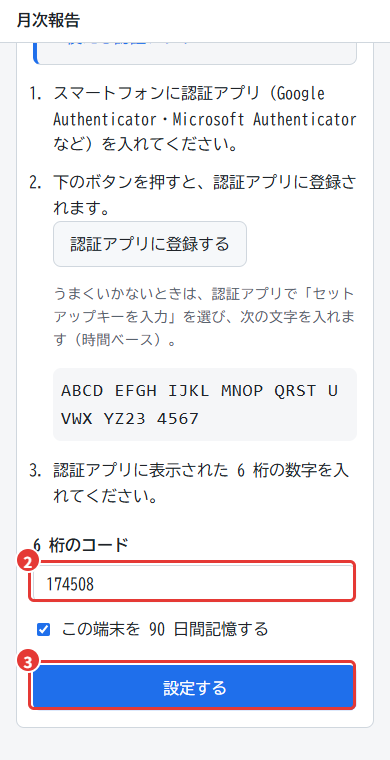 月次報告
1. スマートフォンに認証アプリ（Google
Authenticator・Microsoft Authenticator
など）を入れてください。
2. 下のボタンを押すと、認証アプリに登録さ
れます。
認証アプリに登録する
うまくいかないときは、認証アプリで「セット
アップキーを入力」を選び、次の文字を入れま
す（時間ベース）。
ABCD EFGH IJKL MNOP QRST U
VWX YZ23 4567
3. 認証アプリに表示された 6 桁の数字を入
れてください。
6 桁のコード
2
174508
この端末を 90 日間記憶する
3
設定する